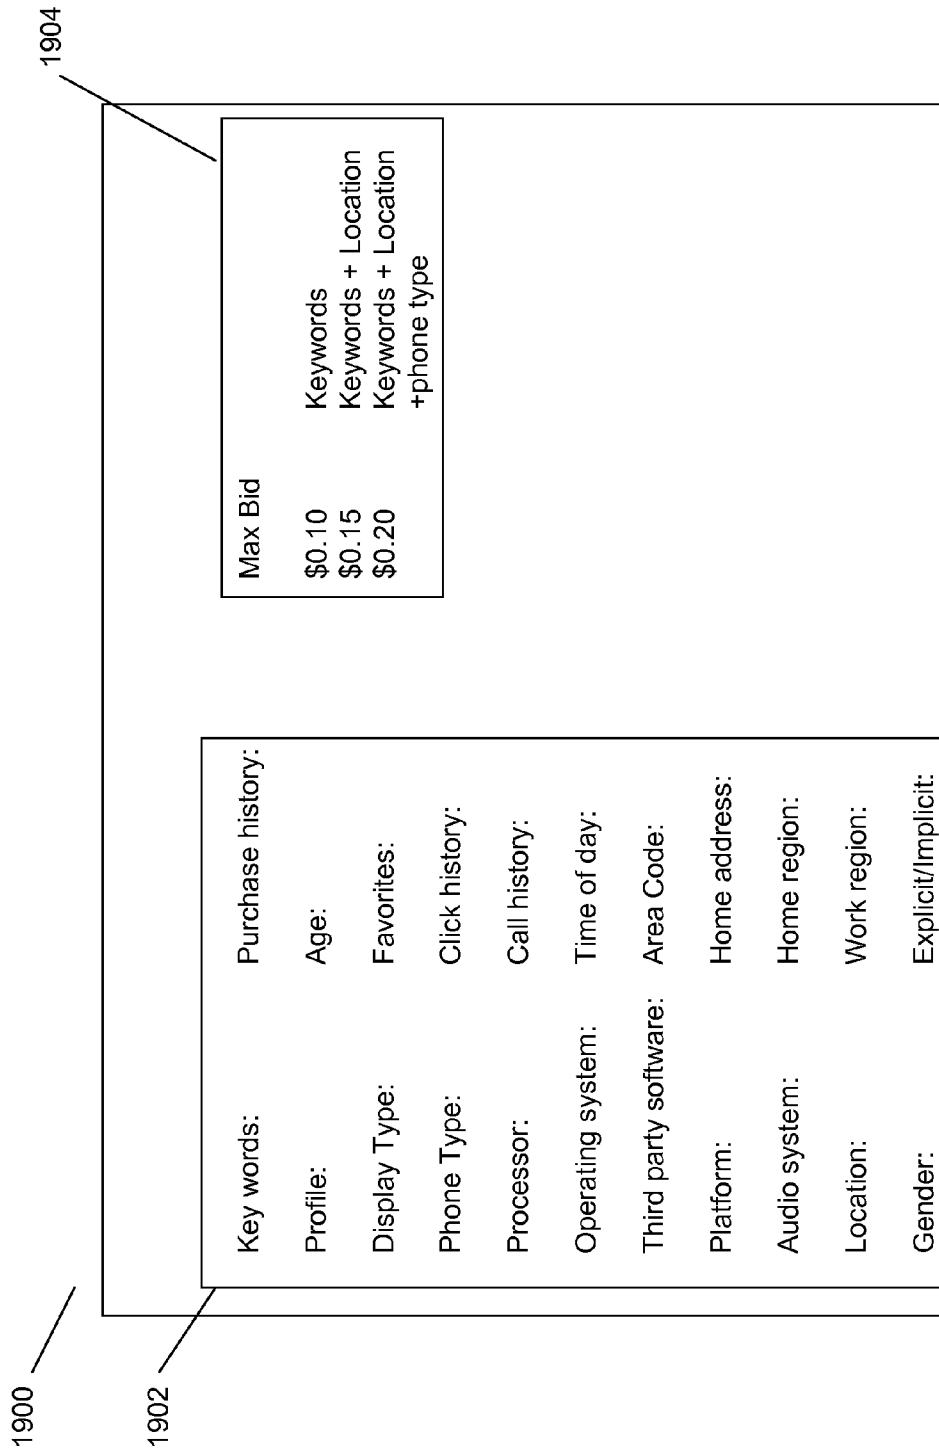 1900
1902
1904
Key words:
Purchase history:
Profile:
Age:
Display Type:
Favorites:
Phone Type:
Click history:
Processor:
Call history:
Operating system:
Time of day:
Third party software:
Area Code:
Platform:
Home address:
Audio system:
Home region:
Location:
Work region:
Gender:
Explicit/Implicit:
Max Bid
$0.10 Keywords
$0.15 Keywords + Location
$0.20 Keywords + Location
+phone type